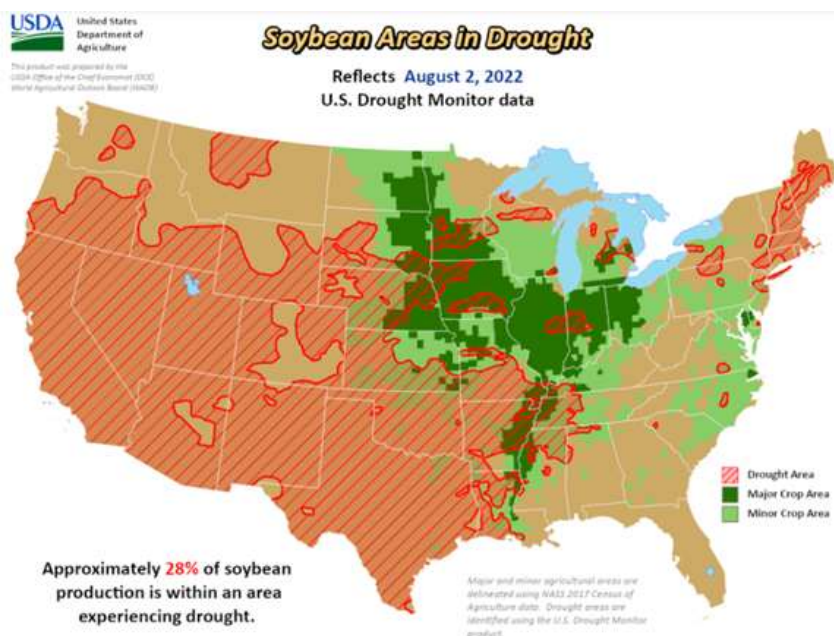 USDA
United States
Department of
Agriculture
This product was prepared by the
USDA Office of the Chief Economist (OCE)
World Agricultural Outlook Board (WAOB)
Soybean Areas in Drought
Reflects August 2, 2022
U.S. Drought Monitor data
Drought Area
Major Crop Area
Minor Crop Area
Approximately 28% of soybean
production is within an area
experiencing drought.
Major and minor agricultural areas are
delineated using NASS 2017 Census of
Agriculture data. Drought areas are
identified using the U.S. Drought Monitor
product.